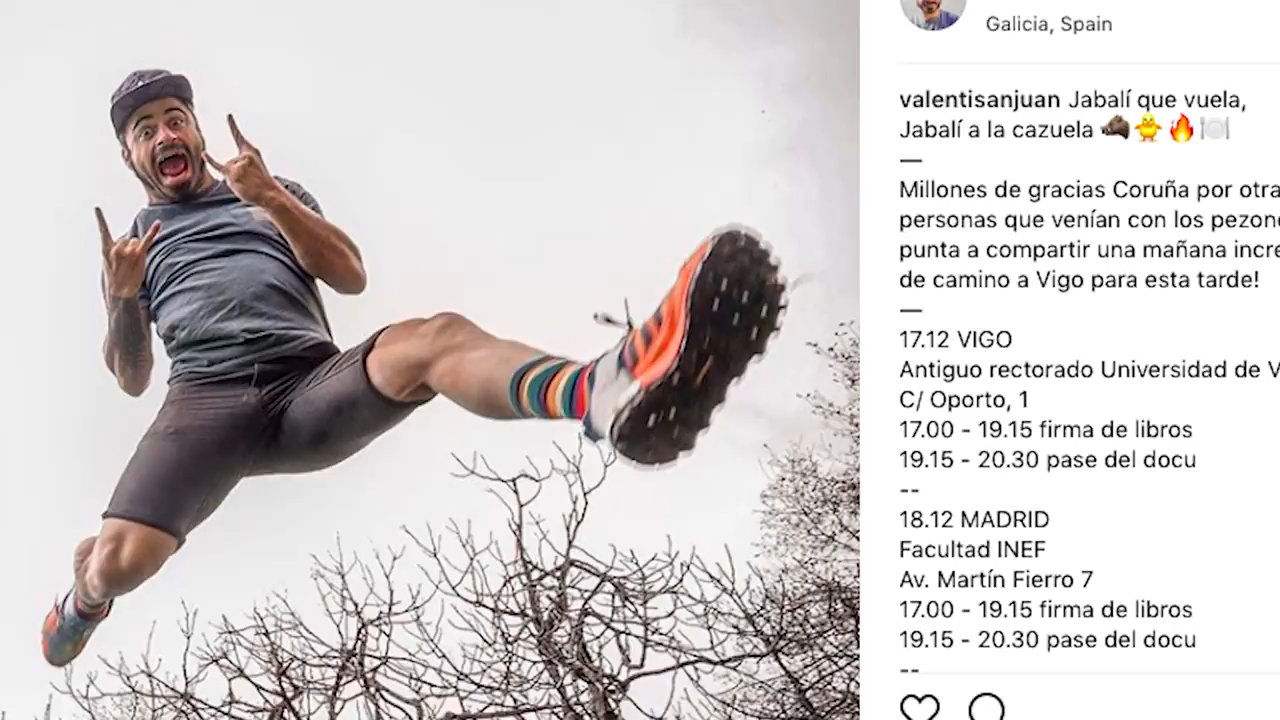 Galicia, Spain
valentisanjuan Jabalí que vuela,
Jabalí a la cazuela 🐗🐥🔥🍽️
—
Millones de gracias Coruña por otra
personas que venían con los
punta a compartir una mañana
de camino a Vigo para esta tarde!
—
17.12 VIGO
Antiguo rectorado Universidad de
C/ Oporto, 1
17.00 - 19.15 firma de libros
19.15 - 20.30 pase del docu
--
18.12 MADRID
Facultad INEF
Av. Martín Fierro 7
17.00 - 19.15 firma de libros
19.15 - 20.30 pase del docu
--